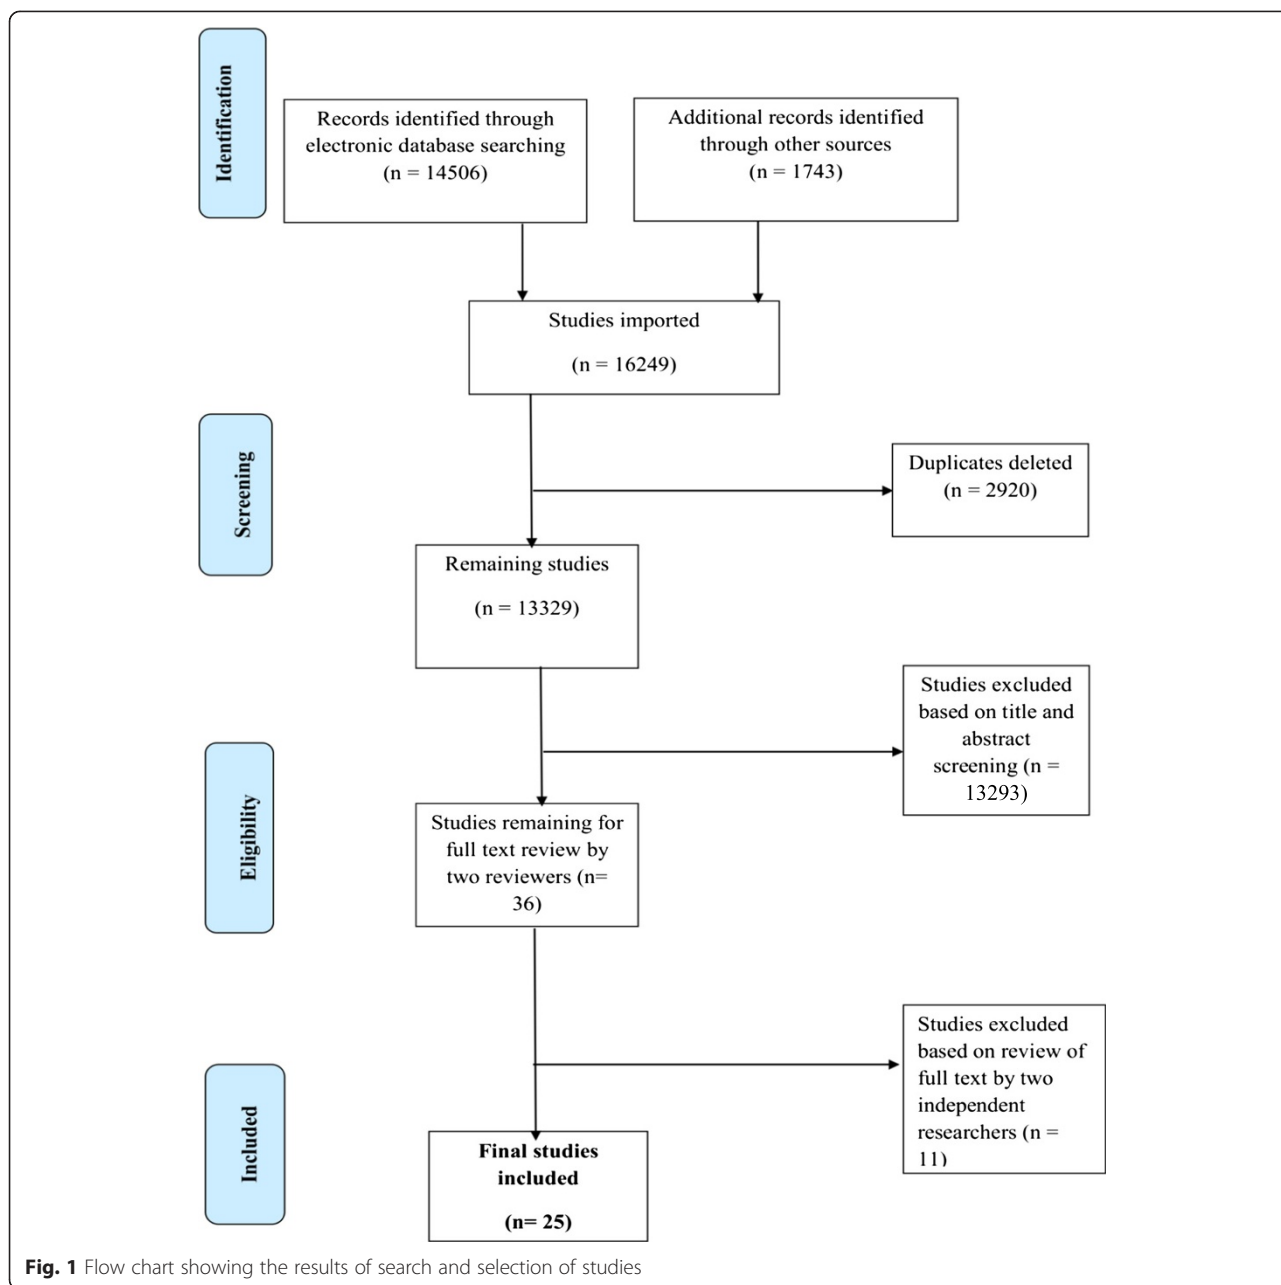 Identification
Records identified through
electronic database searching
(n = 14506)
Additional records identified
through other sources
(n = 1743)
Studies imported
(n = 16249)
Screening
Duplicates deleted
(n = 2920)
Remaining studies
(n = 13329)
Studies excluded
based on title and
abstract
screening (n =
13293)
Eligibility
Studies remaining for
full text review by
two reviewers (n=
36)
Studies excluded
based on review of
full text by two
independent
researchers (n =
11)
Included
Final studies
included
(n= 25)
Fig. 1 Flow chart showing the results of search and selection of studies